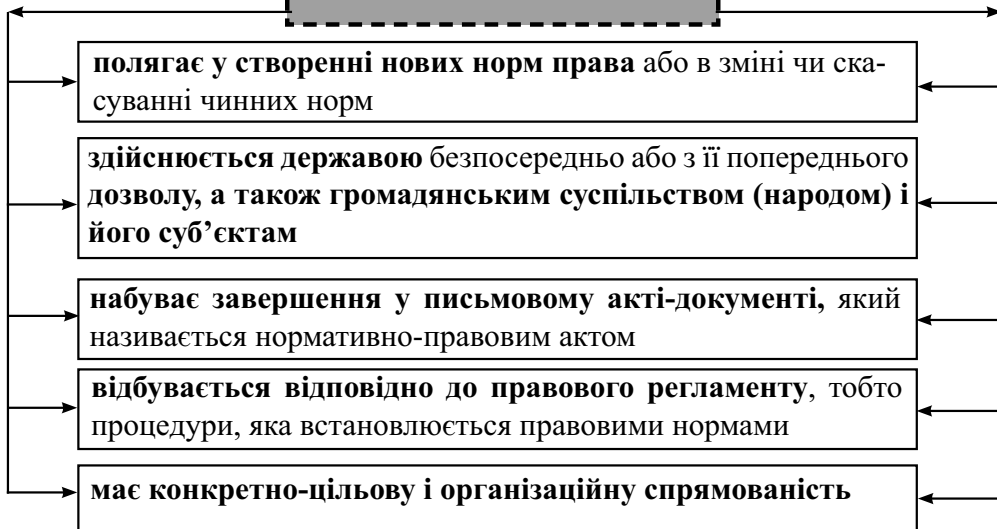 полягає у створенні нових норм права або в зміні чи ска-
суванні чинних норм
здійснюється державою безпосередньо або з її попереднього
дозволу, а також громадянським суспільством (народом) і
його суб’єктам
набуває завершення у письмовому акті-документі, який
називається нормативно-правовим актом
відбувається відповідно до правового регламенту, тобто
процедури, яка встановлюється правовими нормами
має конкретно-цільову і організаційну спрямованість